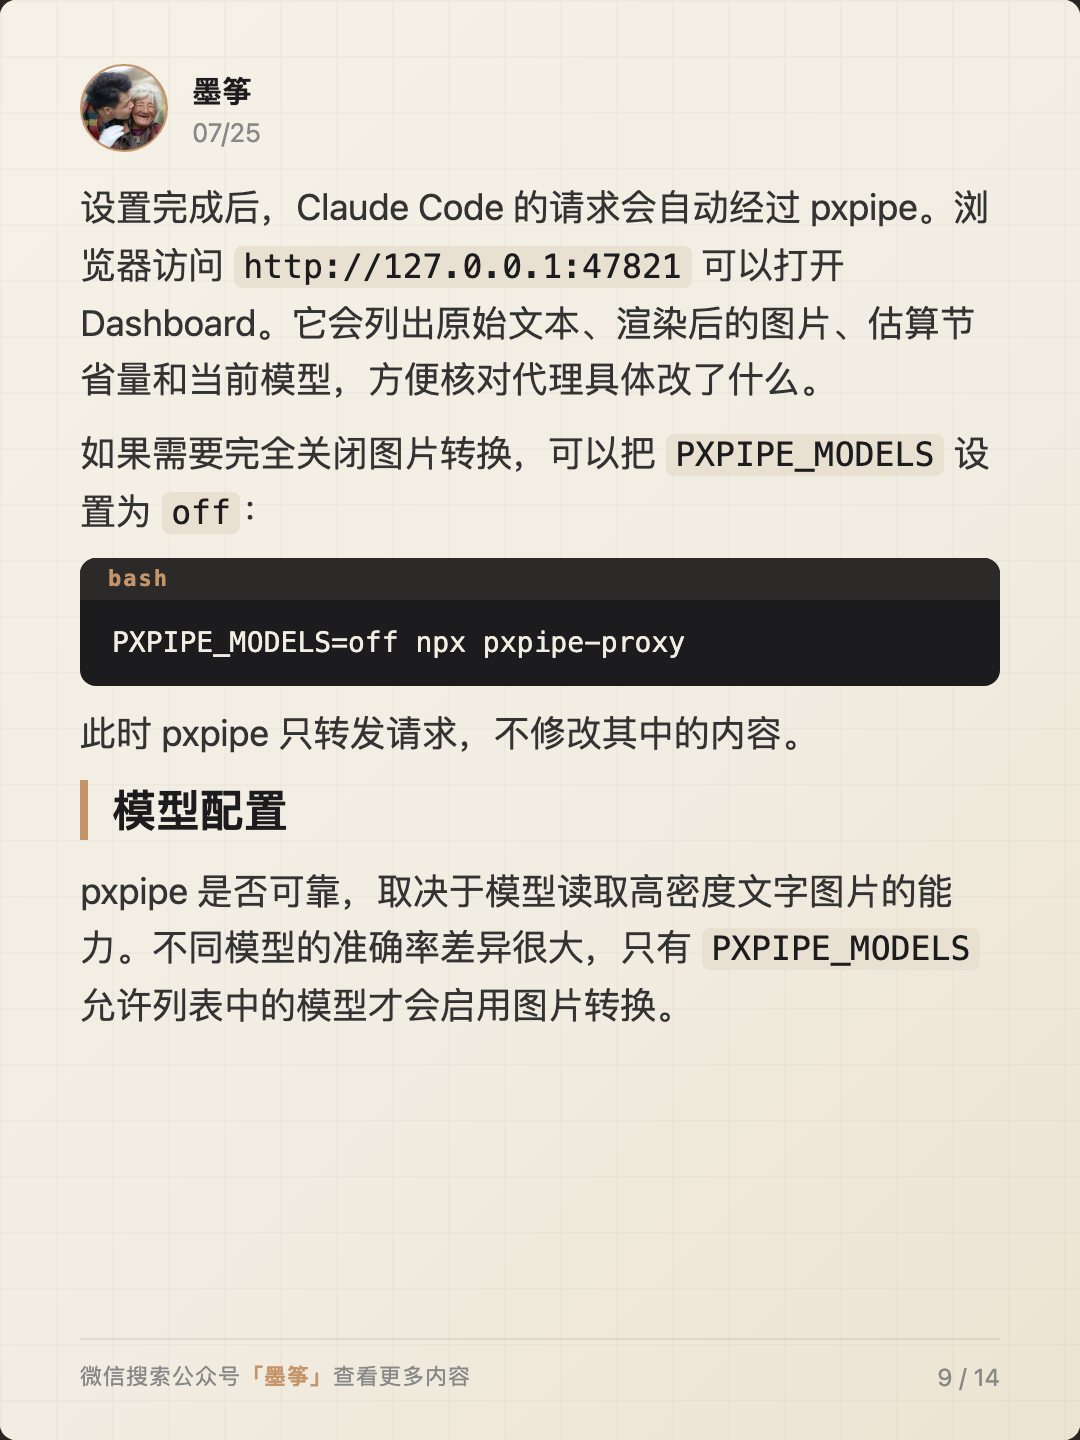 墨筝
07/25
设置完成后，Claude Code 的请求会自动经过 pxpipe。浏
览器访问 http://127.0.0.1:47821 可以打开
Dashboard。它会列出原始文本、渲染后的图片、估算节
省量和当前模型，方便核对代理具体改了什么。
如果需要完全关闭图片转换，可以把 PXPIPE_MODELS 设
置为 off：
bash
PXPIPE_MODELS=off npx pxpipe-proxy
此时 pxpipe 只转发请求，不修改其中的内容。
模型配置
pxpipe 是否可靠，取决于模型读取高密度文字图片的能
力。不同模型的准确率差异很大，只有 PXPIPE_MODELS
允许列表中的模型才会启用图片转换。
微信搜索公众号「墨筝」查看更多内容
9 / 14